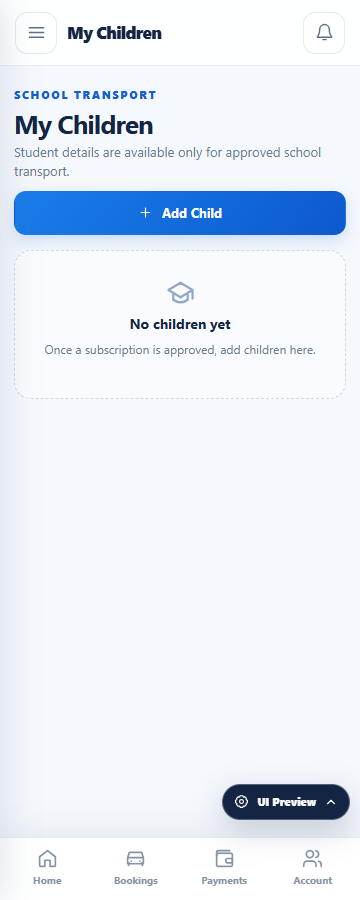 My Children
SCHOOL TRANSPORT
My Children
Student details are available only for approved school
transport.
Add Child
No children yet
Once a subscription is approved, add children here.
UI Preview
Home
Bookings
Payments
Account